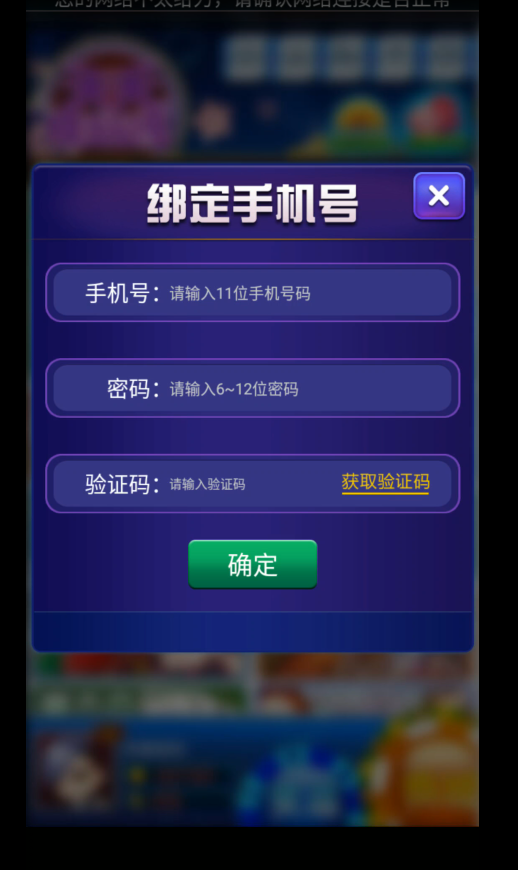 您的网络不太给力，请确认网络连接是否正常
绑定手机号
手机号：请输入11位手机号码
密码：请输入6~12位密码
验证码：请输入验证码 获取验证码
确定